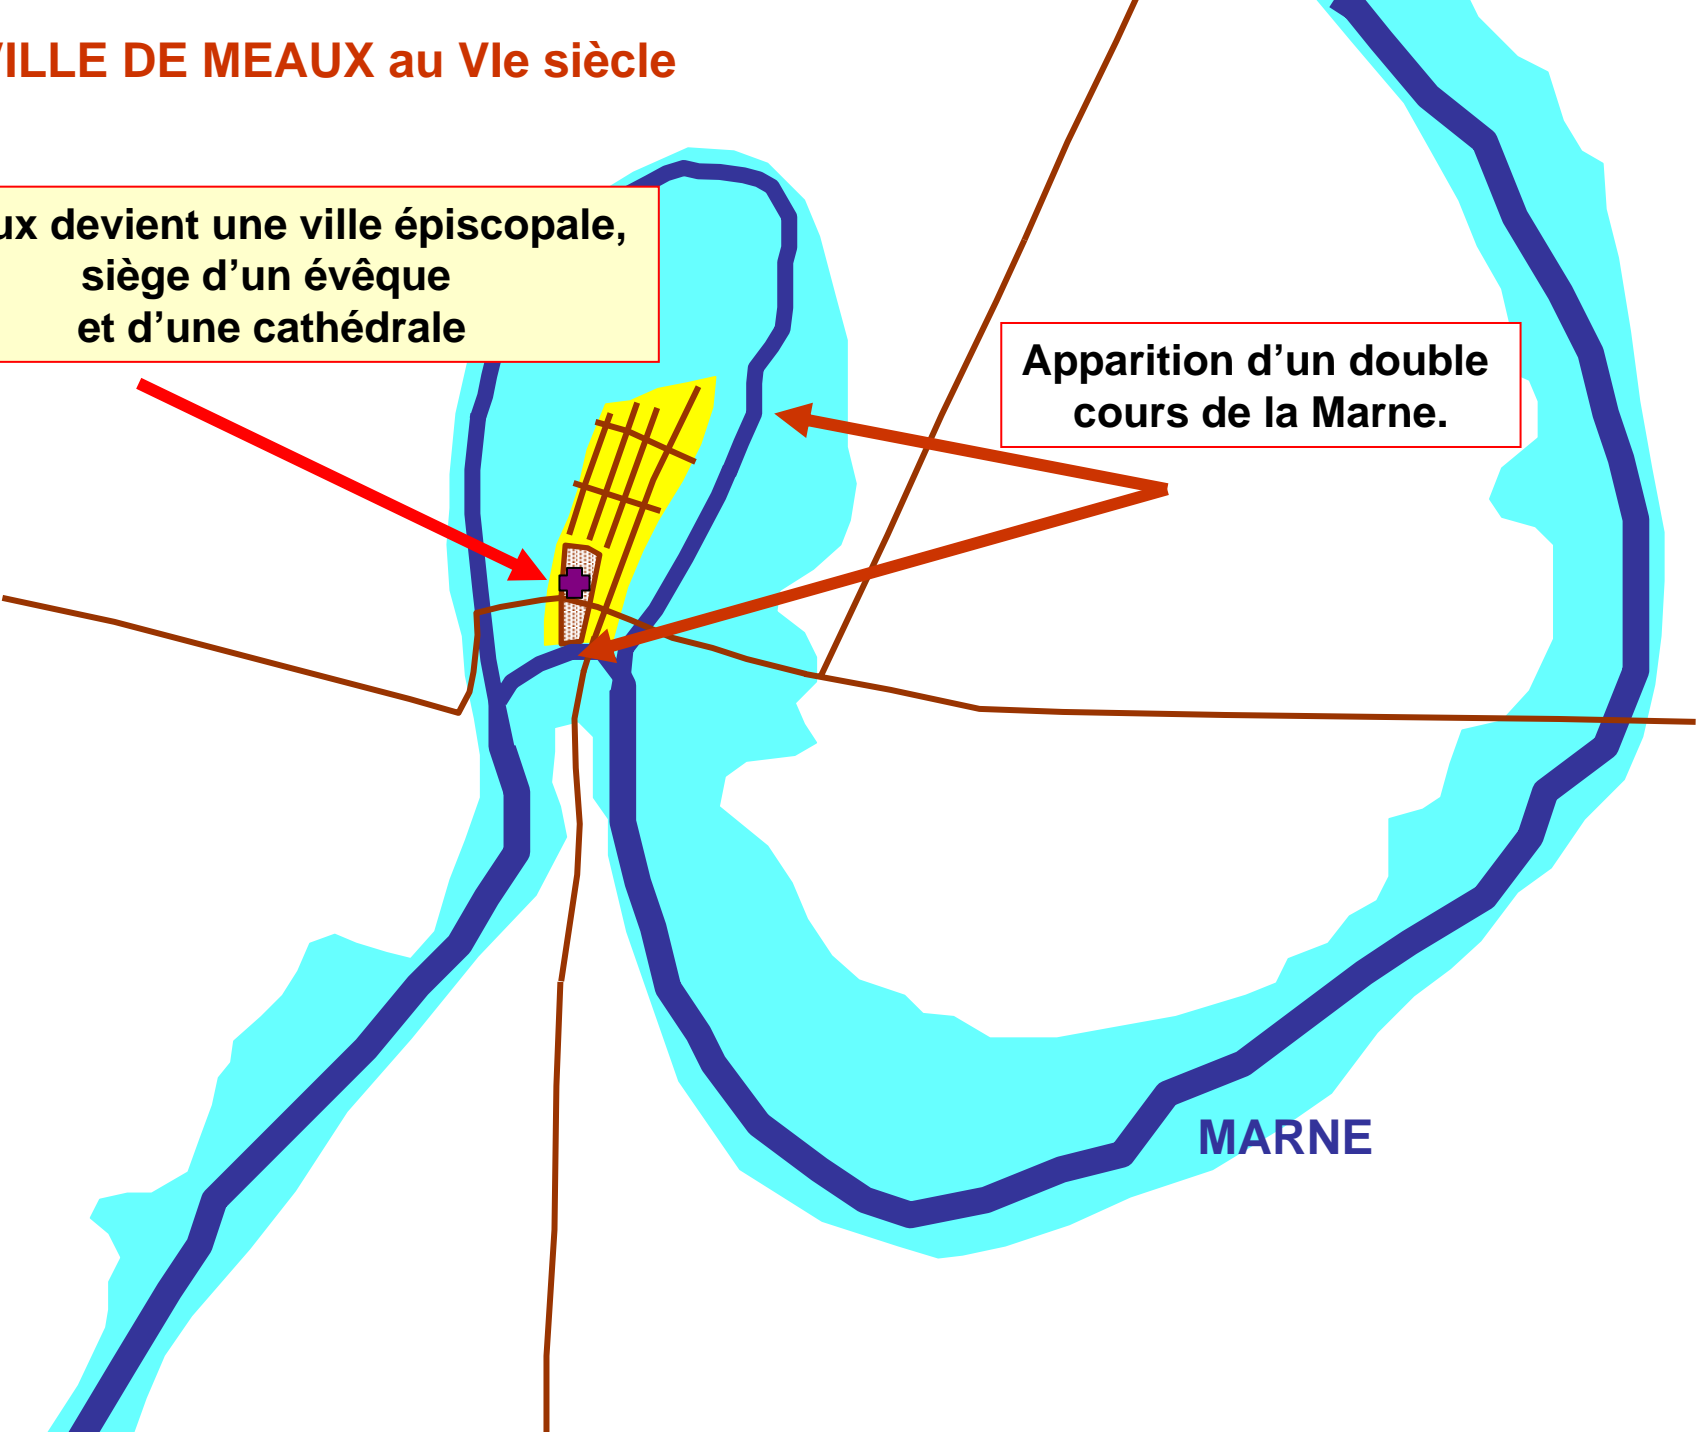 VILLE DE MEAUX au VIe siècle
ux devient une ville épiscopale,
siège d’un évêque
et d’une cathédrale
Apparition d’un double
cours de la Marne.
MARNE